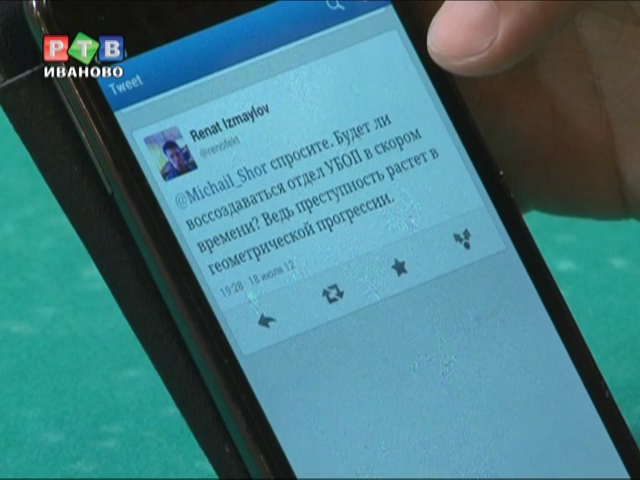 РТВ
ИВАНОВО
Tweet
Renat Izmaylov
@renofekt
@Michail_Shor спросите. Будет ли
воссоздаваться отдел УБОП в скором
времени? Ведь преступность растет в
геометрической прогрессии.
19:28 · 18 июля 12